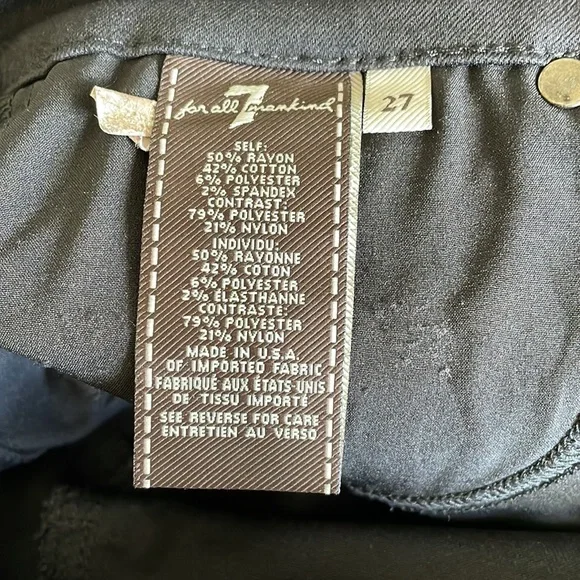 7
for all mankind
27
SELF:
50% RAYON
42% COTTON
6% POLYESTER
2% SPANDEX
CONTRAST:
79% POLYESTER
21% NYLON
INDIVIDU:
50% RAYONNE
42% COTON
6% POLYESTER
2% ÉLASTHANNE
CONTRASTE:
79% POLYESTER
21% NYLON
MADE IN U.S.A.
OF IMPORTED FABRIC
FABRIQUÉ AUX ÉTATS-UNIS
DE TISSU IMPORTÉ
SEE REVERSE FOR CARE
ENTRETIEN AU VERSO